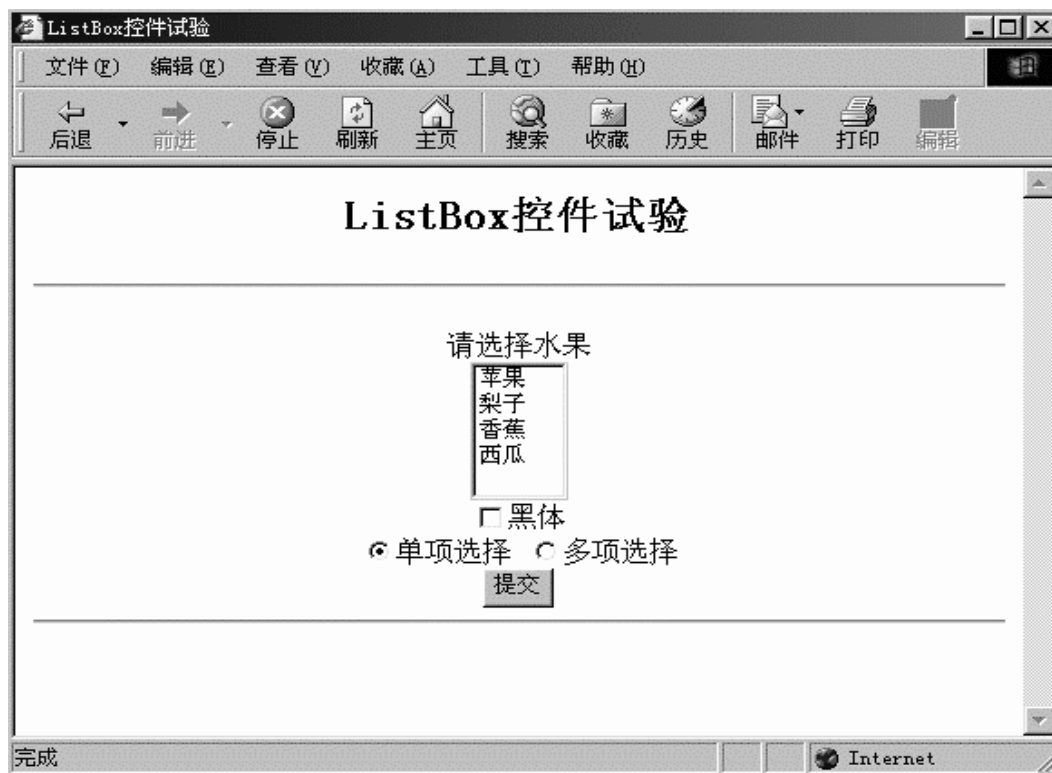 ListBox控件试验
文件(F) 编辑(E) 查看(V) 收藏(A) 工具(T) 帮助(H)
后退 前进 停止 刷新 主页 搜索 收藏 历史 邮件 打印 编辑
ListBox控件试验
请选择水果
苹果
梨子
香蕉
西瓜
黑体
单项选择 多项选择
提交
完成 Internet